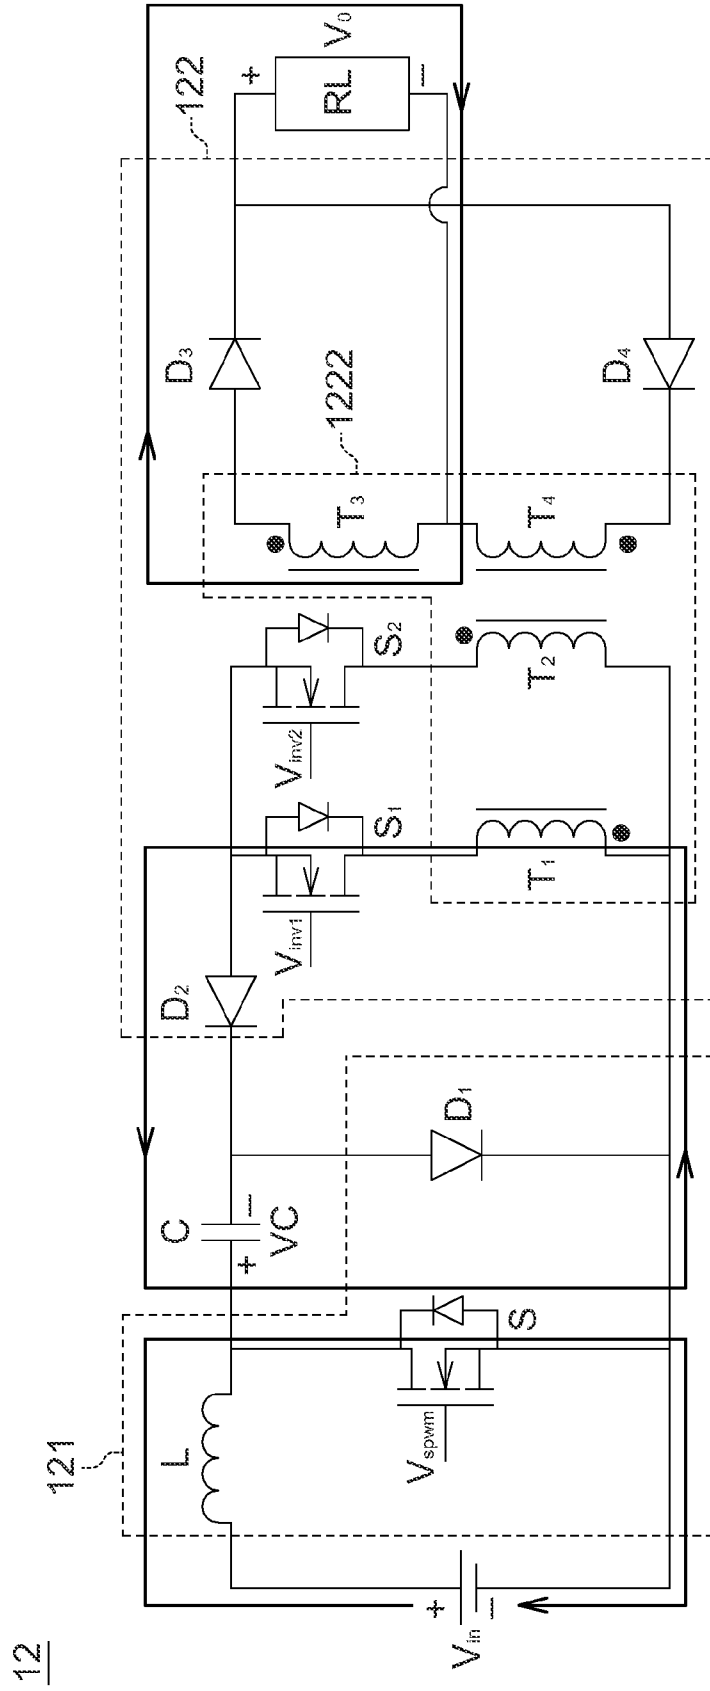 12
121
122
1222
L
C
+
−
VC
D2
D1
S
Vspwm
Vin
+
−
Vinv1
S1
Vinv2
S2
T1
T2
T3
T4
D3
D4
+
RL
−
V0